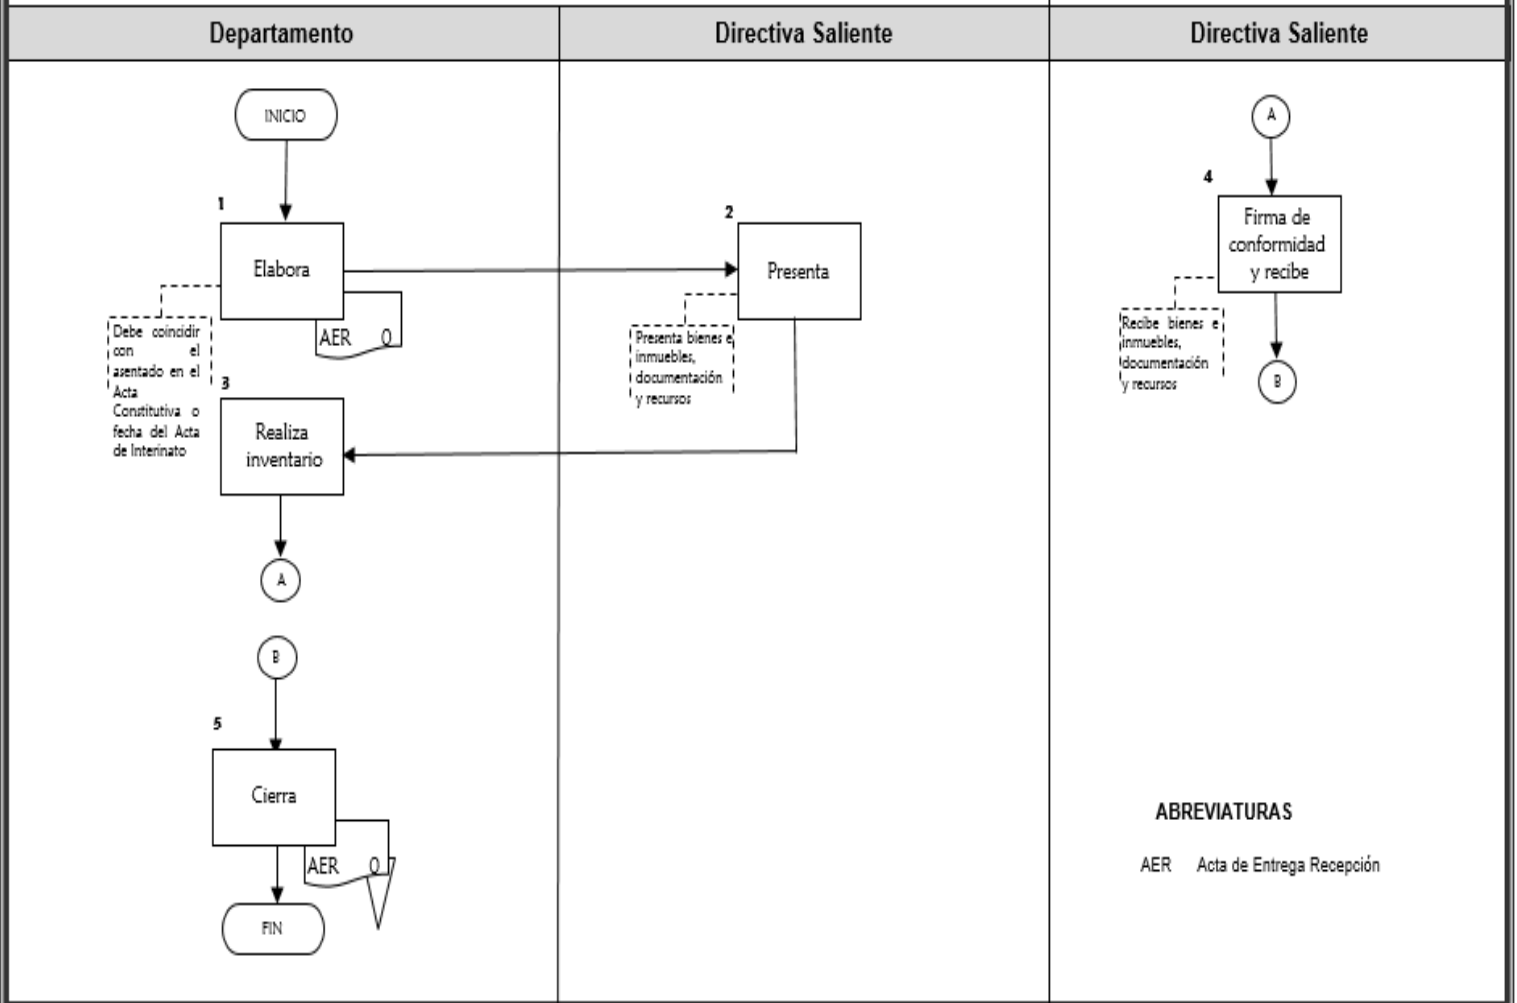 Departamento
Directiva Saliente
Directiva Saliente
INICIO
1
Elabora
AER 0
Debe coincidir
con el
asentado en el
Acta
Constitutiva o
fecha del Acta
de Interinato
2
Presenta
Presenta bienes e
inmuebles,
documentación
y recursos
3
Realiza
inventario
A
A
4
Firma de
conformidad
y recibe
Recibe bienes e
inmuebles,
documentación
y recursos
B
B
5
Cierra
AER 0
FIN
ABREVIATURAS
AER Acta de Entrega Recepción